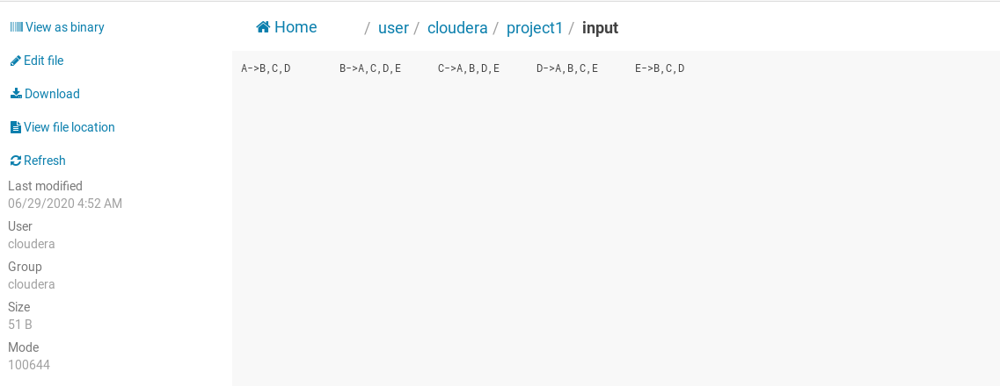 View as binary
Edit file
Download
View file location
Refresh
Last modified
06/29/2020 4:52 AM
User
cloudera
Group
cloudera
Size
51 B
Mode
100644
Home / user / cloudera / project1 / input
A->B,C,D B->A,C,D,E C->A,B,D,E D->A,B,C,E E->B,C,D